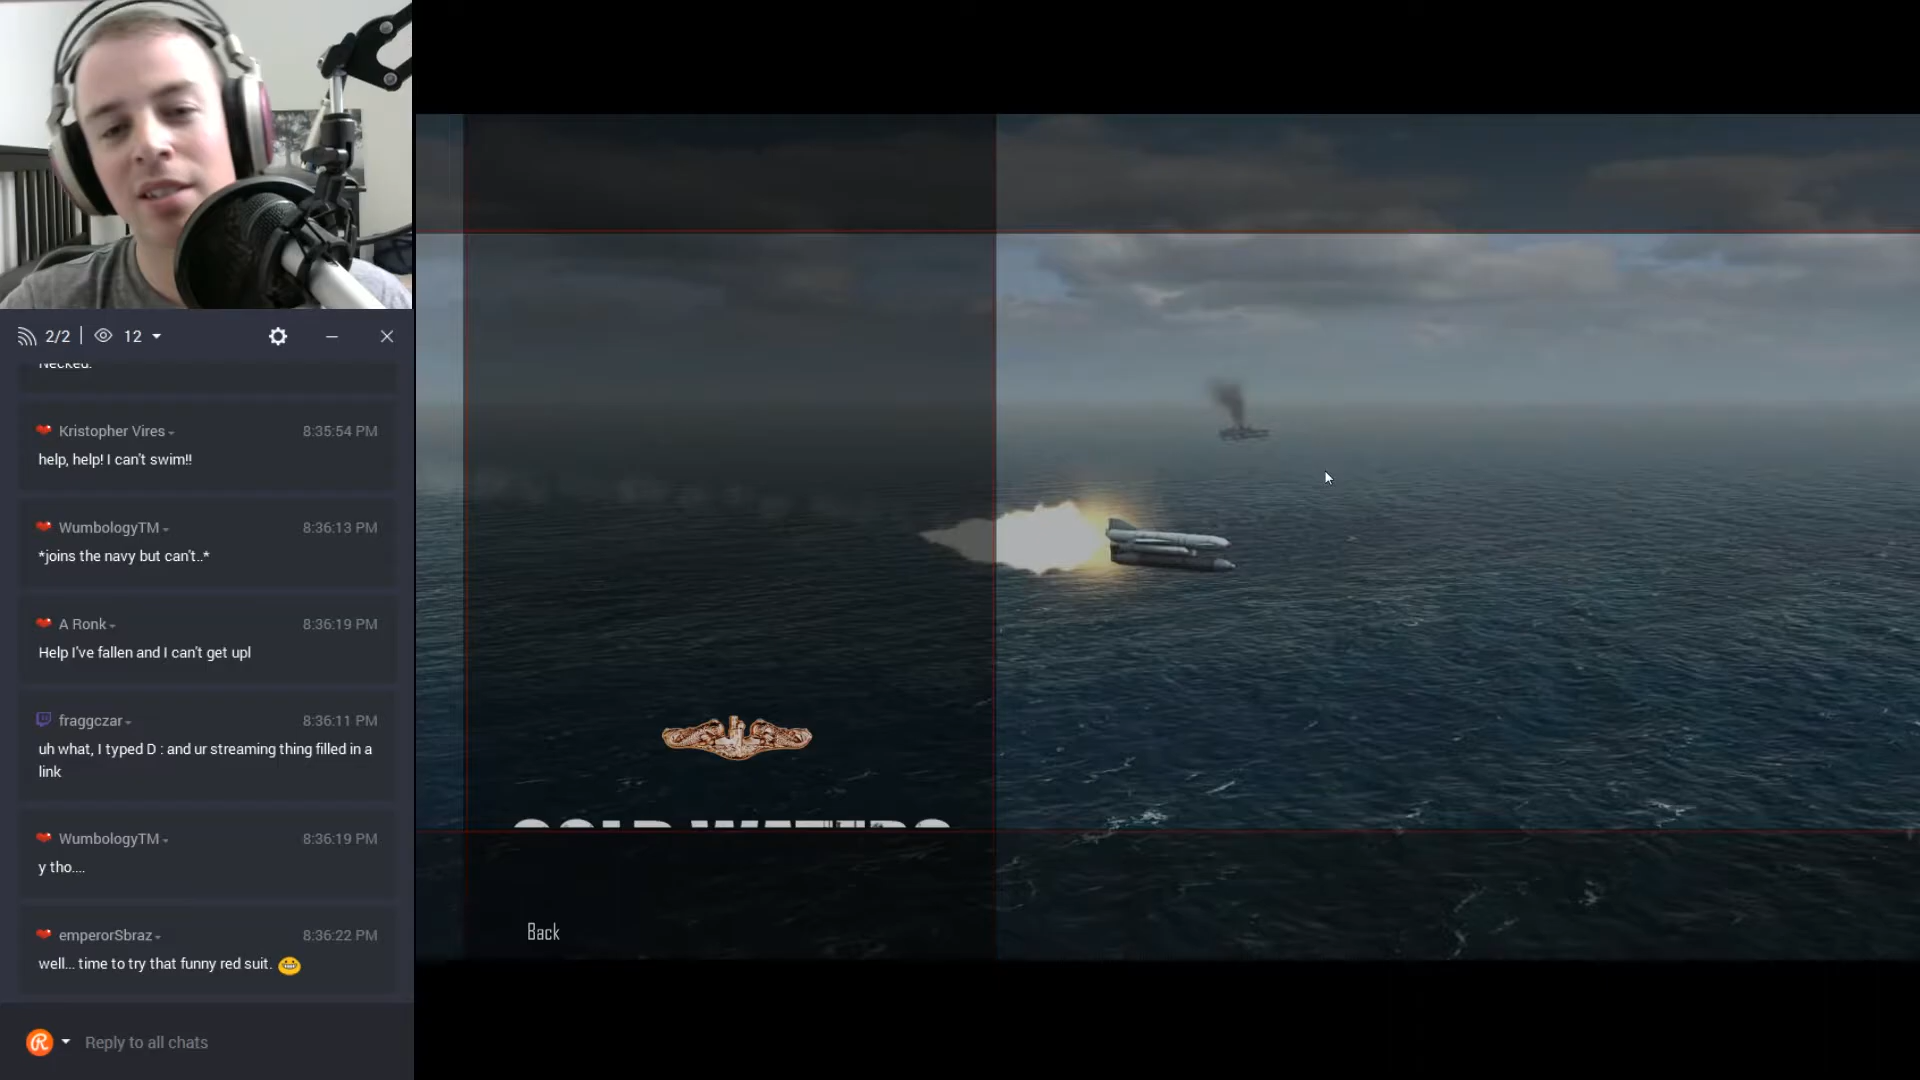 2/2 12
Necked.
Kristopher Vires 8:35:54 PM
help, help! I can't swim!!
WumbologyTM 8:36:13 PM
*joins the navy but can't..*
A Ronk 8:36:19 PM
Help I've fallen and I can't get up!
fraggczar 8:36:11 PM
uh what, I typed D : and ur streaming thing filled in a
link
WumbologyTM 8:36:19 PM
y tho....
emperorSbraz 8:36:22 PM
well... time to try that funny red suit.
Reply to all chats
COLD WATERS
Back